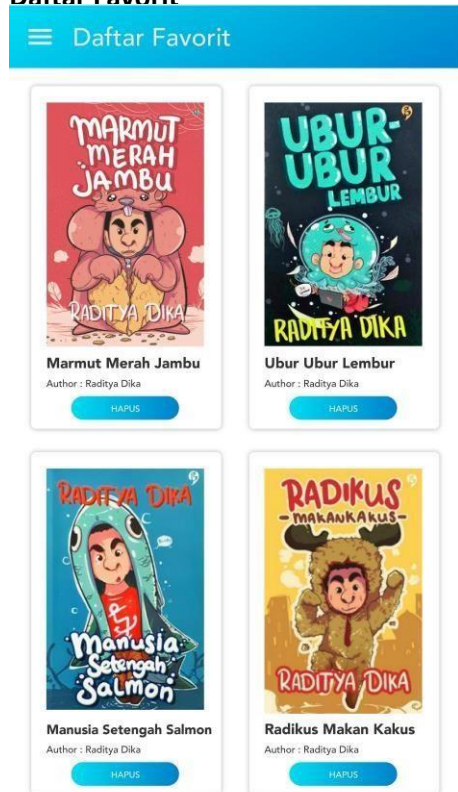 Daftar Favorit
Daftar Favorit
MARMUT
MERAH
JAMBU
RADITYA DIKA
Marmut Merah Jambu
Author : Raditya Dika
HAPUS
UBUR-
UBUR
LEMBUR
RADITYA DIKA
Ubur Ubur Lembur
Author : Raditya Dika
HAPUS
RADITYA DIKA
Manusia
Setengah
Salmon
Manusia Setengah Salmon
Author : Raditya Dika
HAPUS
RADIKUS
-MAKANKAKUS-
RADITYA DIKA
Radikus Makan Kakus
Author : Raditya Dika
HAPUS